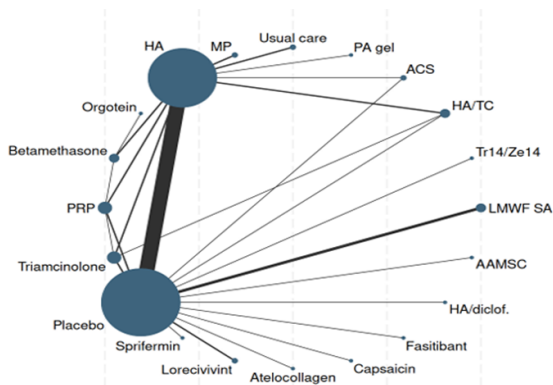 HA
MP
Usual care
PA gel
ACS
HA/TC
Orgotein
Betamethasone
Tr14/Ze14
PRP
LMWF SA
Triamcinolone
AAMSC
Placebo
HA/diclof.
Sprifermin
Fasitibant
Lorecivivint
Capsaicin
Atelocollagen